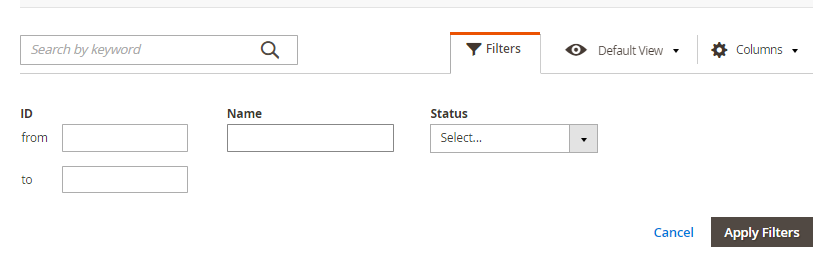 Search by keyword
Filters
Default View
Columns
ID
Name
Status
from
Select...
to
Cancel
Apply Filters